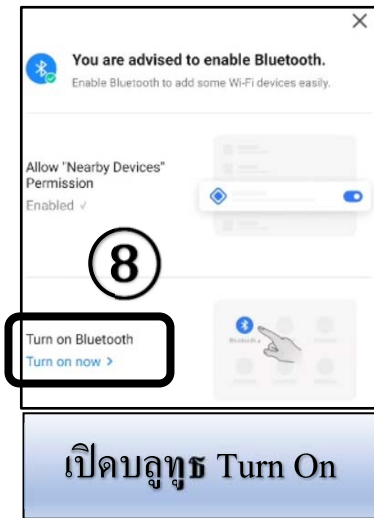 You are advised to enable Bluetooth.
Enable Bluetooth to add some Wi-Fi devices easily.
Allow "Nearby Devices"
Permission
Enabled √
8
Turn on Bluetooth
Turn on now >
เปิดบลูทูธ Turn On